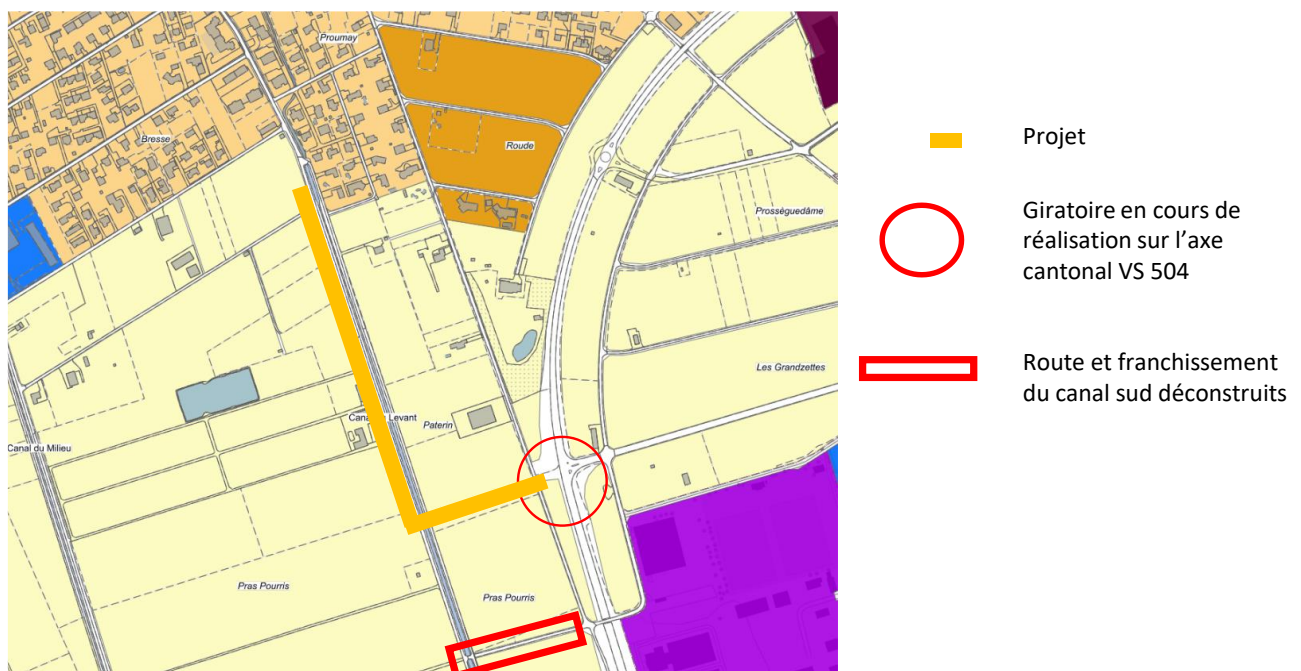 Proumay
Bresse
Roude
Prosséguedâme
Les Grandzettes
Canal du Levant
Paterin
Canal du Milieu
Pras Pourris
Pras Pourris
Projet
Giratoire en cours de
réalisation sur l’axe
cantonal VS 504
Route et franchissement
du canal sud déconstruits